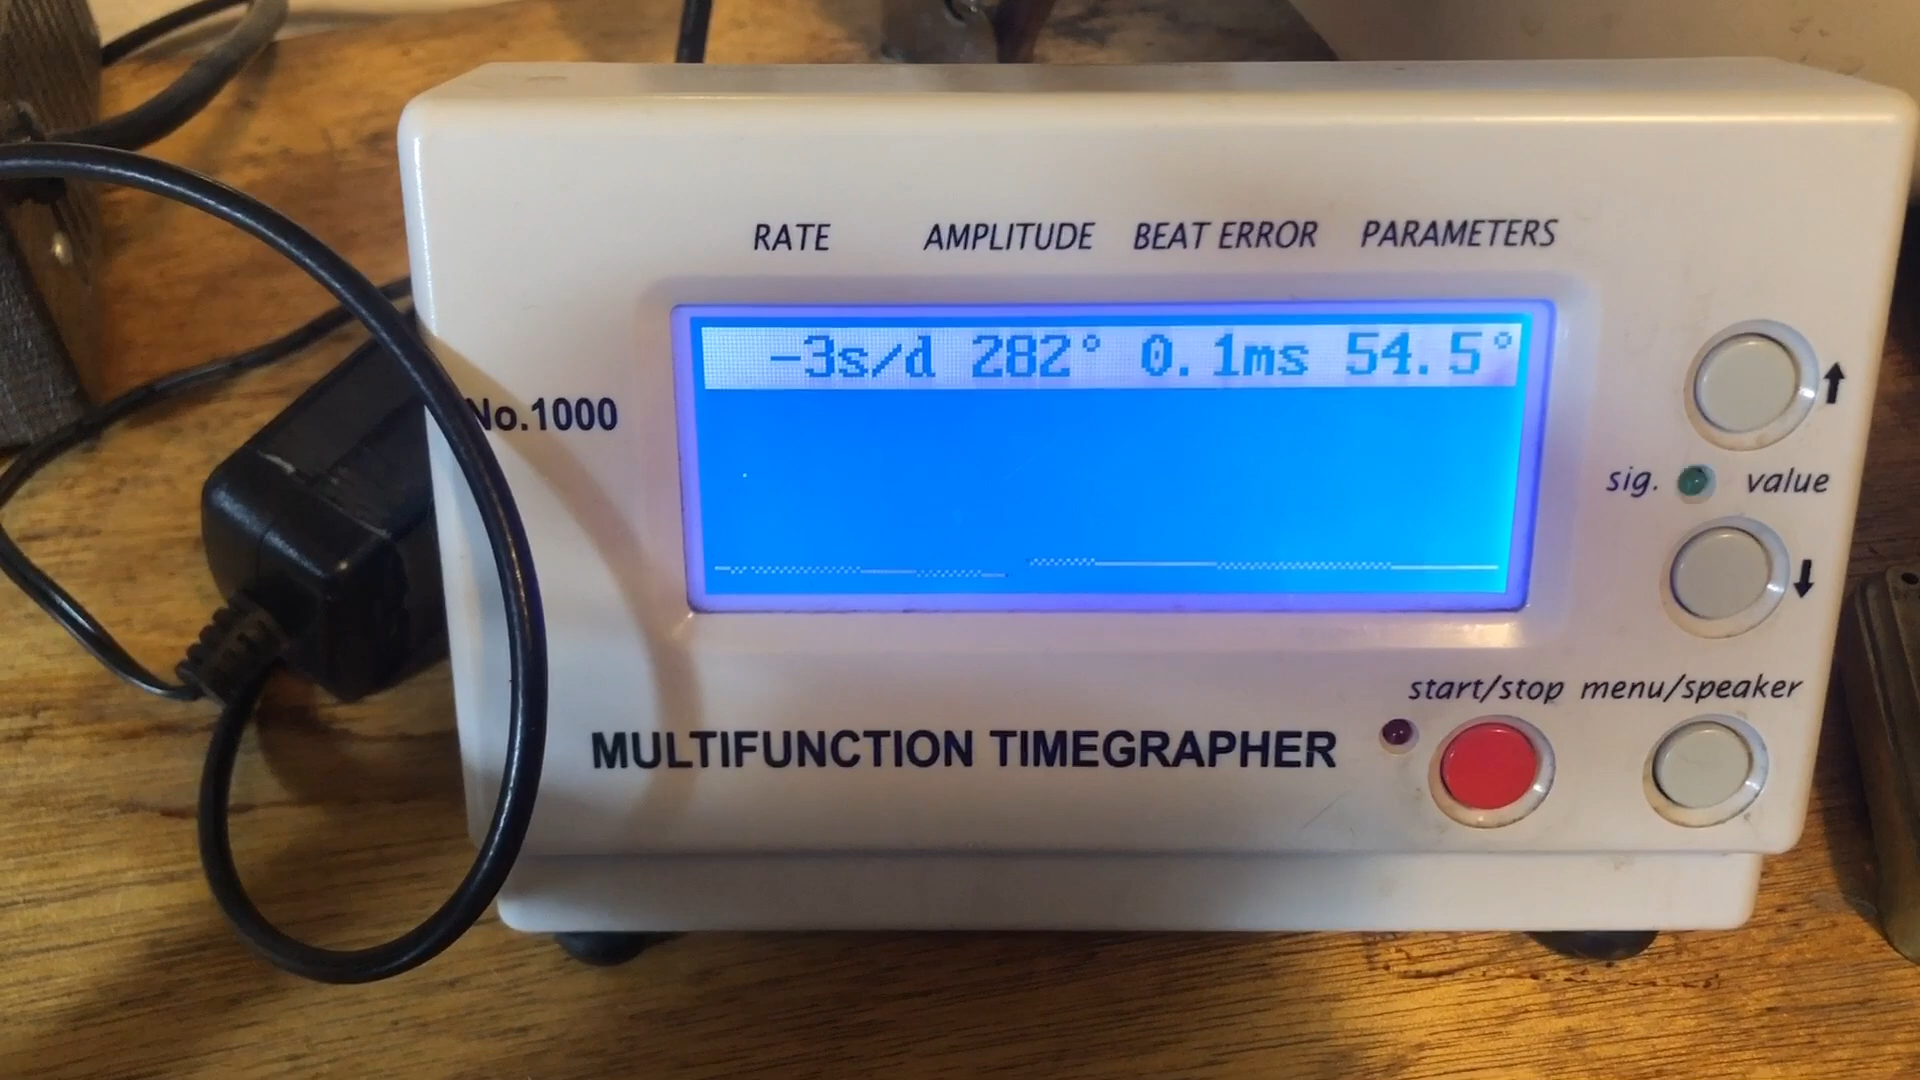 RATE AMPLITUDE BEAT ERROR PARAMETERS
-3s/d 282° 0.1ms 54.5°
No.1000
sig. value
start/stop menu/speaker
MULTIFUNCTION TIMEGRAPHER